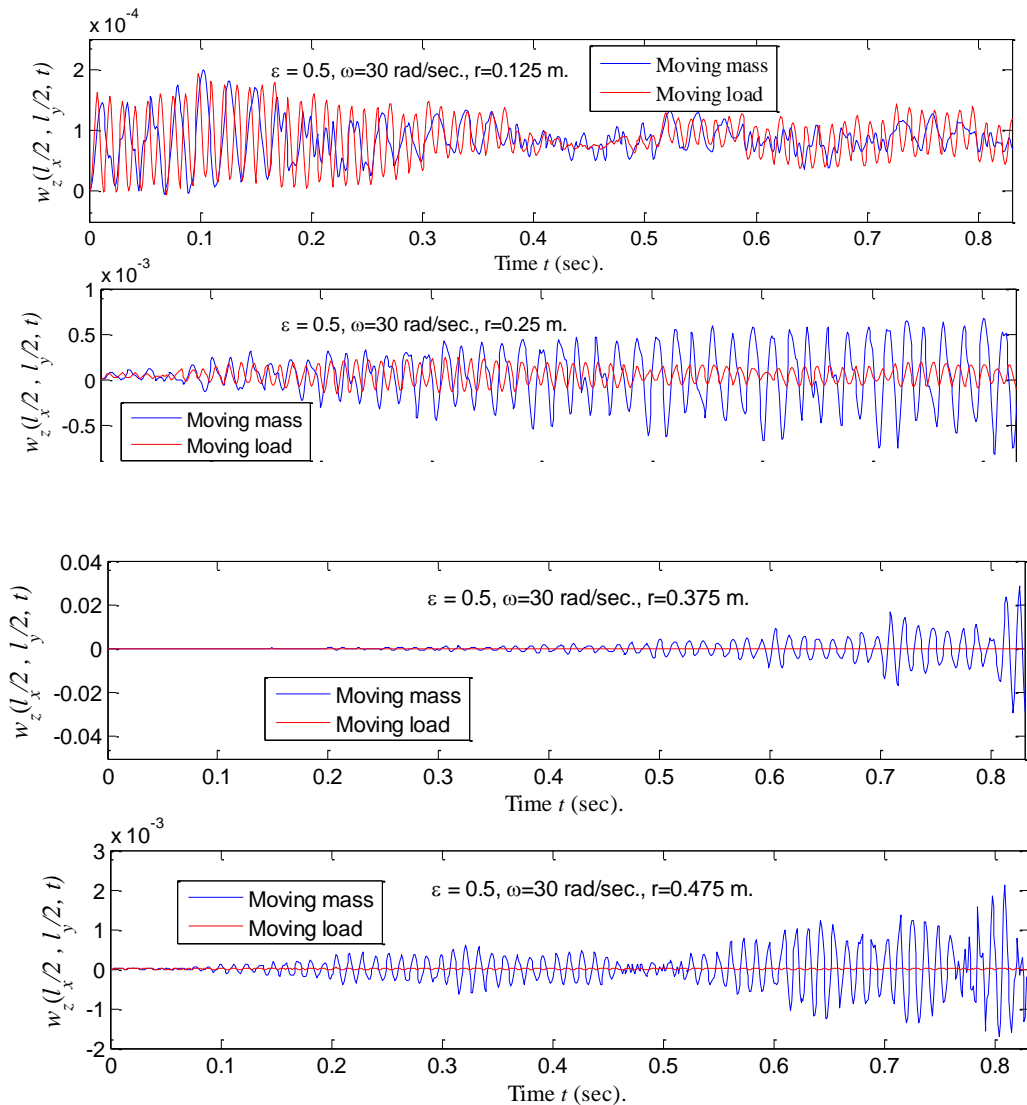 x 10-4
2
1
0
w_z(l_x/2 , l_y/2, t)
ε = 0.5, ω=30 rad/sec., r=0.125 m.
Moving mass
Moving load
0 0.1 0.2 0.3 0.4 0.5 0.6 0.7 0.8
Time t (sec).
x 10-3
1
0.5
0
-0.5
w_z(l_x/2 , l_y/2, t)
ε = 0.5, ω=30 rad/sec., r=0.25 m.
Moving mass
Moving load
0.04
0.02
0
-0.02
-0.04
w_z(l_x/2 , l_y/2, t)
ε = 0.5, ω=30 rad/sec., r=0.375 m.
Moving mass
Moving load
0 0.1 0.2 0.3 0.4 0.5 0.6 0.7 0.8
Time t (sec).
x 10-3
3
2
1
0
-1
-2
w_z(l_x/2 , l_y/2, t)
ε = 0.5, ω=30 rad/sec., r=0.475 m.
Moving mass
Moving load
0 0.1 0.2 0.3 0.4 0.5 0.6 0.7 0.8
Time t (sec).